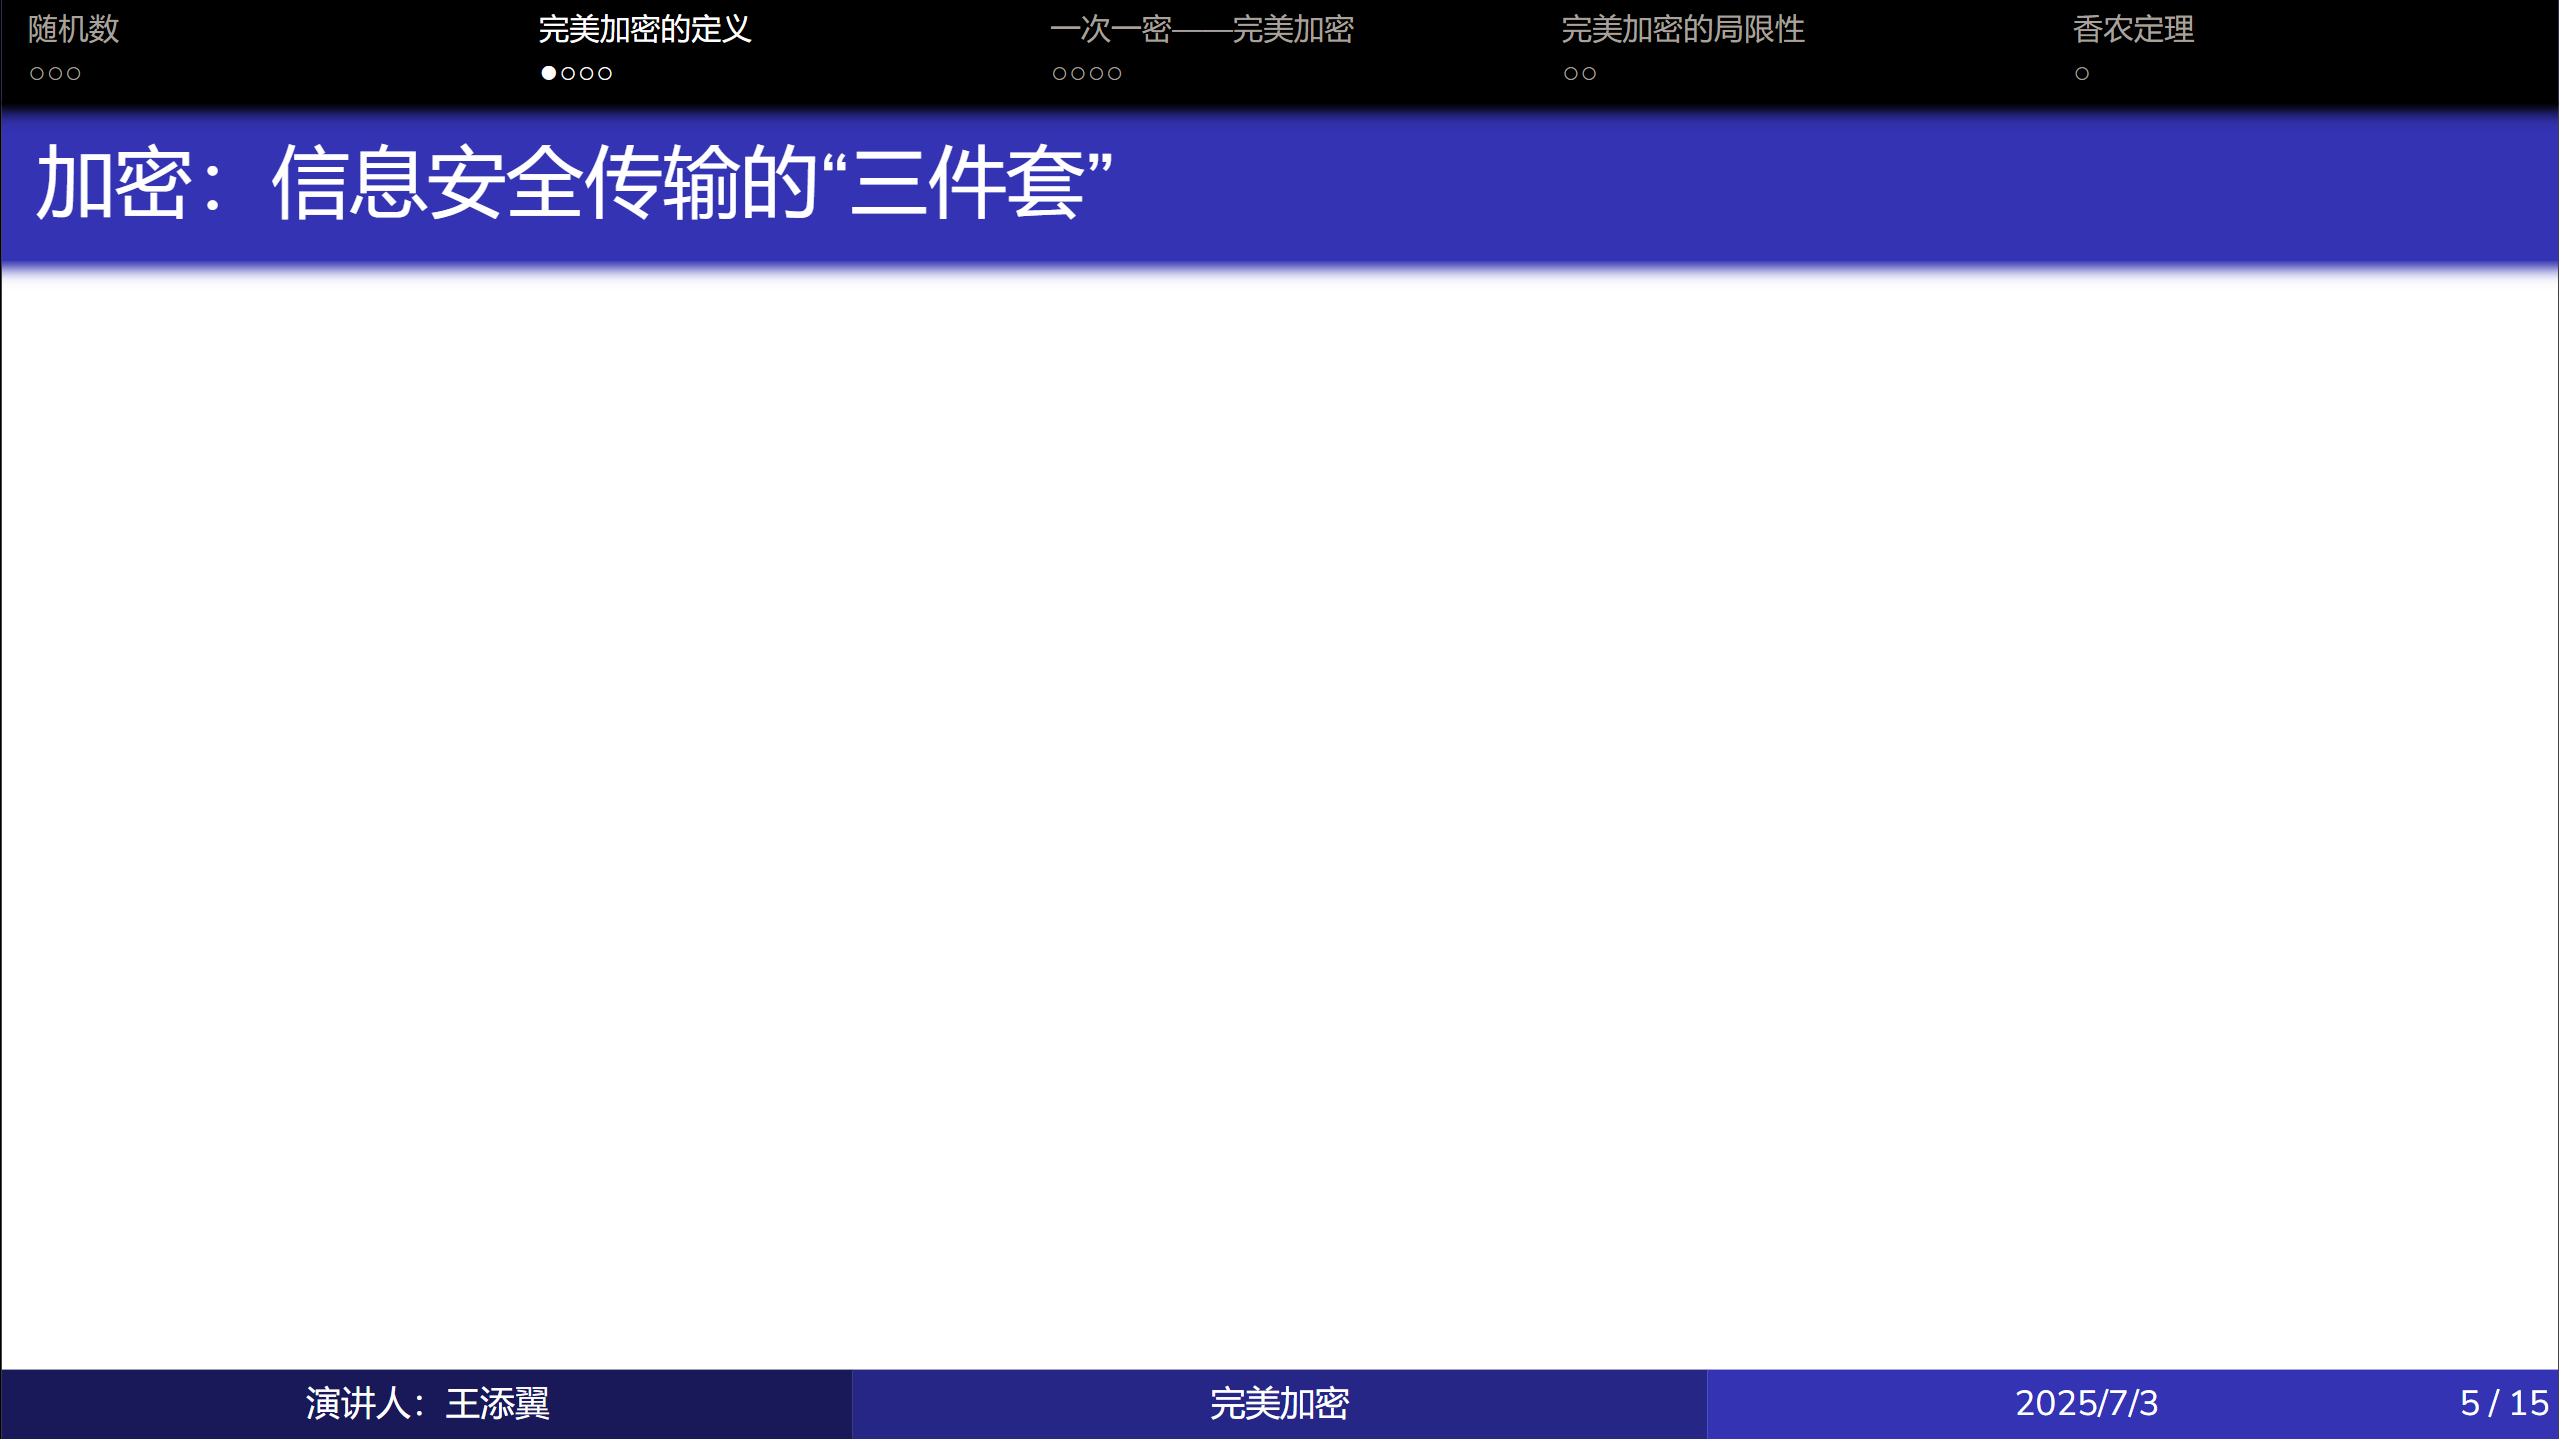 随机数
完美加密的定义
一次一密——完美加密
完美加密的局限性
香农定理
加密：信息安全传输的“三件套”
演讲人：王添翼
完美加密
2025/7/3
5 / 15